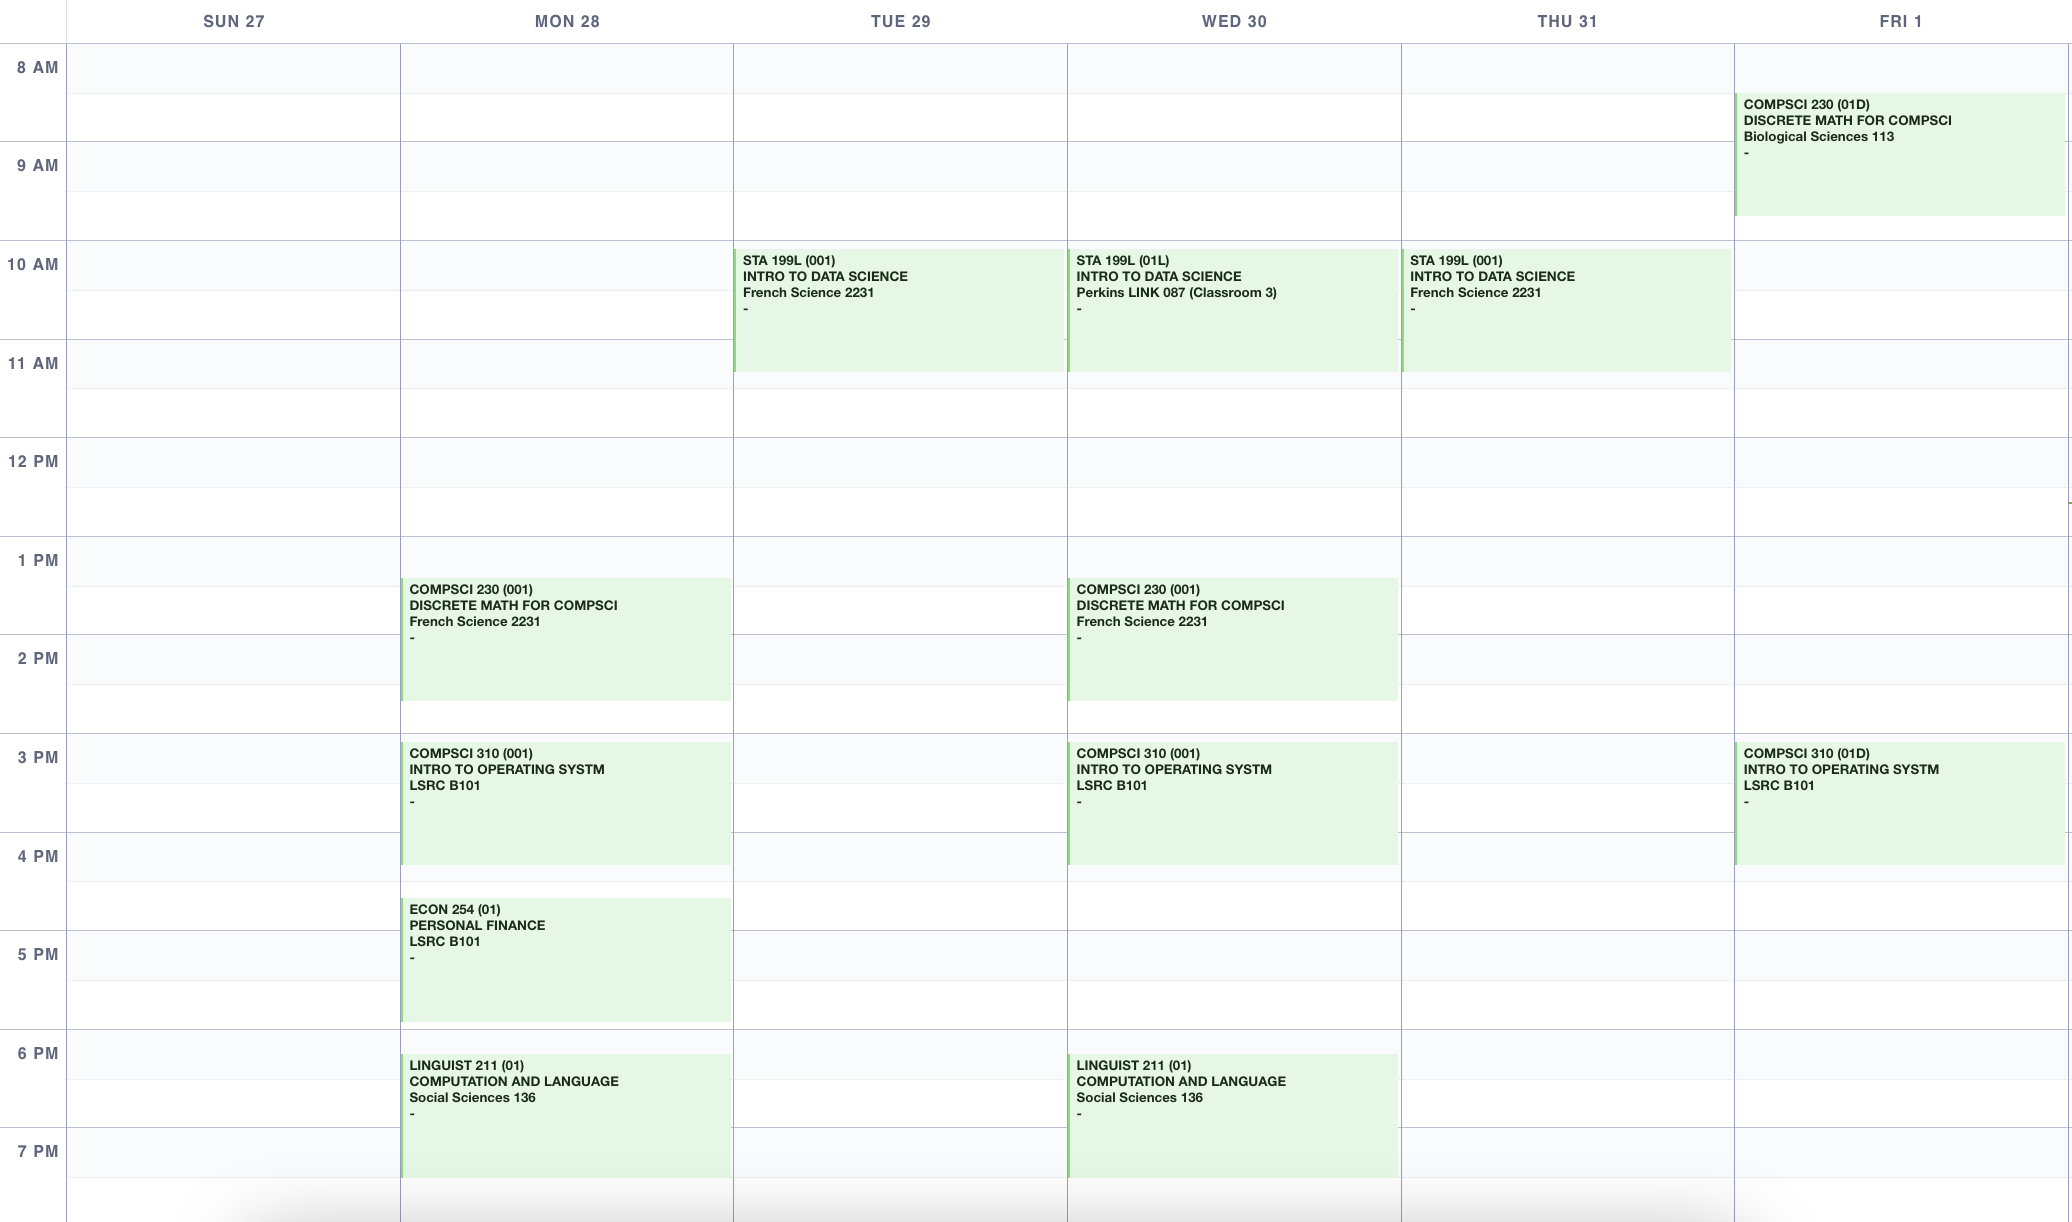 SUN 27
MON 28
TUE 29
WED 30
THU 31
FRI 1
8 AM
9 AM
10 AM
11 AM
12 PM
1 PM
2 PM
3 PM
4 PM
5 PM
6 PM
7 PM
COMPSCI 230 (001)
DISCRETE MATH FOR COMPSCI
French Science 2231
-
COMPSCI 310 (001)
INTRO TO OPERATING SYSTM
LSRC B101
-
ECON 254 (01)
PERSONAL FINANCE
LSRC B101
-
LINGUIST 211 (01)
COMPUTATION AND LANGUAGE
Social Sciences 136
-
STA 199L (001)
INTRO TO DATA SCIENCE
French Science 2231
-
STA 199L (01L)
INTRO TO DATA SCIENCE
Perkins LINK 087 (Classroom 3)
-
COMPSCI 230 (001)
DISCRETE MATH FOR COMPSCI
French Science 2231
-
COMPSCI 310 (001)
INTRO TO OPERATING SYSTM
LSRC B101
-
LINGUIST 211 (01)
COMPUTATION AND LANGUAGE
Social Sciences 136
-
STA 199L (001)
INTRO TO DATA SCIENCE
French Science 2231
-
COMPSCI 230 (01D)
DISCRETE MATH FOR COMPSCI
Biological Sciences 113
-
COMPSCI 310 (01D)
INTRO TO OPERATING SYSTM
LSRC B101
-